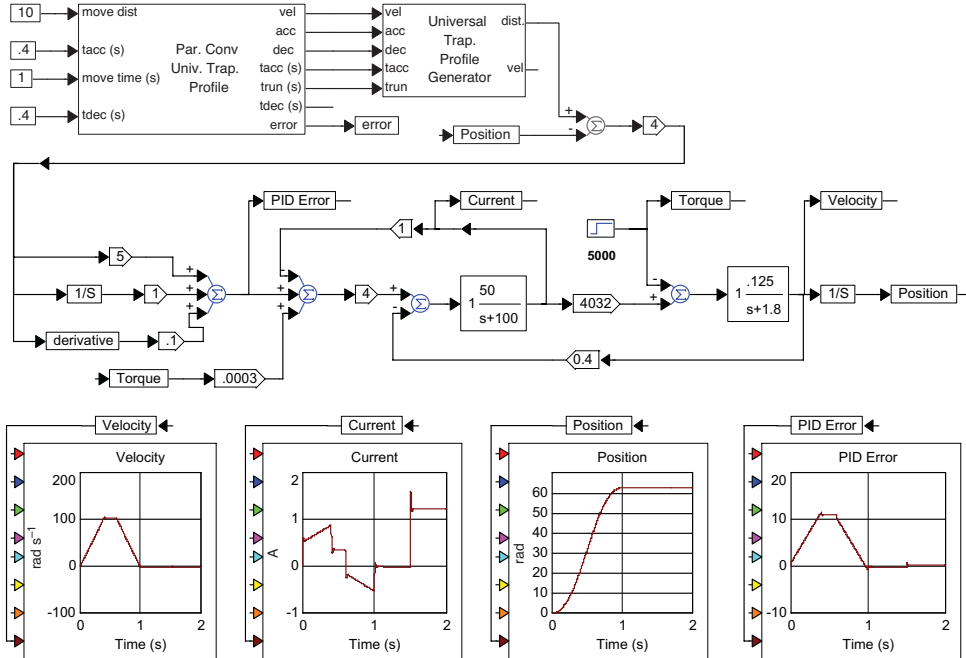 10
.4
1
.4
move dist
tacc (s)
move time (s)
tdec (s)
Par. Conv
Univ. Trap.
Profile
vel
acc
dec
tacc (s)
trun (s)
tdec (s)
error
error
vel
acc
dec
tacc
trun
Universal
Trap.
Profile
Generator
dist.
vel
Position
+
-
Σ
4
PID Error
Current
Torque
Velocity
1
5000
5
1/S
1
derivative
.1
+
+
+
Σ
-
+
+
Σ
4
+
-
Σ
1
50
s+100
4032
-
+
Σ
1
.125
s+1.8
1/S
Position
0.4
Torque
.0003
Velocity
Current
Position
PID Error
Velocity
200
100
0
-100
rad s⁻¹
0
1
2
Time (s)
Current
2
1
0
-1
A
0
1
2
Time (s)
Position
60
50
40
30
20
10
0
rad
0
1
2
Time (s)
PID Error
20
10
0
-10
0
1
2
Time (s)